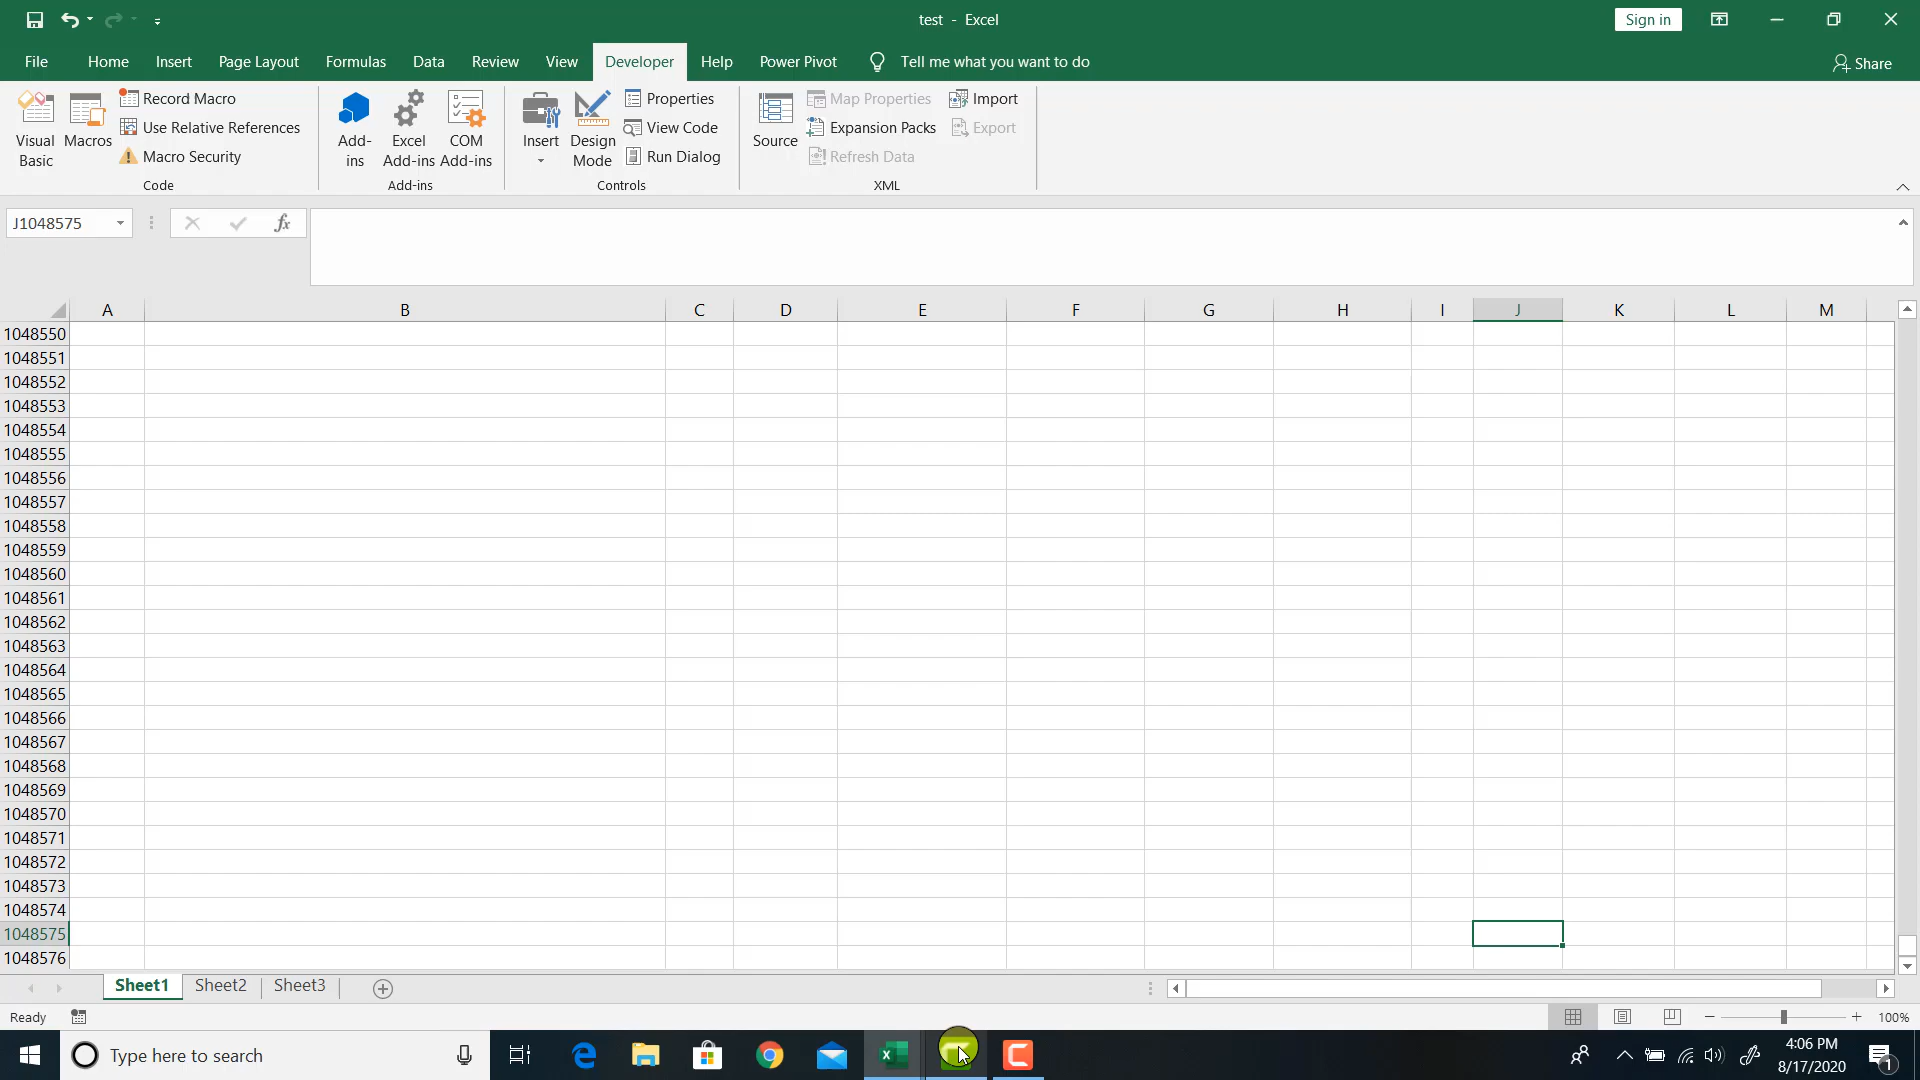 test - Excel
Sign in
File Home Insert Page Layout Formulas Data Review View Developer Help Power Pivot Tell me what you want to do Share
Visual Basic
Macros
Record Macro
Use Relative References
Macro Security
Code
Add-ins
Excel Add-ins
COM Add-ins
Add-ins
Insert
Design Mode
Properties
View Code
Run Dialog
Controls
Source
Map Properties
Expansion Packs
Refresh Data
Import
Export
XML
J1048575
fx
A B C D E F G H I J K L M
1048550
1048551
1048552
1048553
1048554
1048555
1048556
1048557
1048558
1048559
1048560
1048561
1048562
1048563
1048564
1048565
1048566
1048567
1048568
1048569
1048570
1048571
1048572
1048573
1048574
1048575
1048576
Sheet1 Sheet2 Sheet3
Ready
100%
Type here to search
4:06 PM
8/17/2020
1